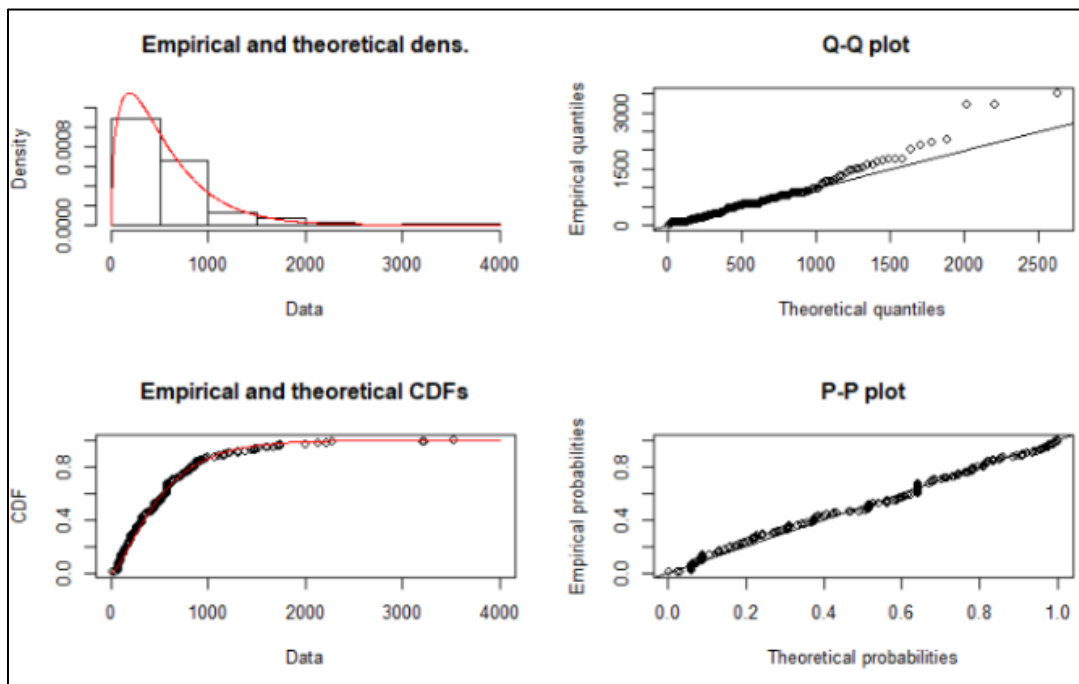 Empirical and theoretical dens.
Density
0.0000 0.0008
0 1000 2000 3000 4000
Data
Q-Q plot
Empirical quantiles
0 1500 3000
0 500 1000 1500 2000 2500
Theoretical quantiles
Empirical and theoretical CDFs
CDF
0.0 0.4 0.8
0 1000 2000 3000 4000
Data
P-P plot
Empirical probabilities
0.0 0.4 0.8
0.0 0.2 0.4 0.6 0.8 1.0
Theoretical probabilities